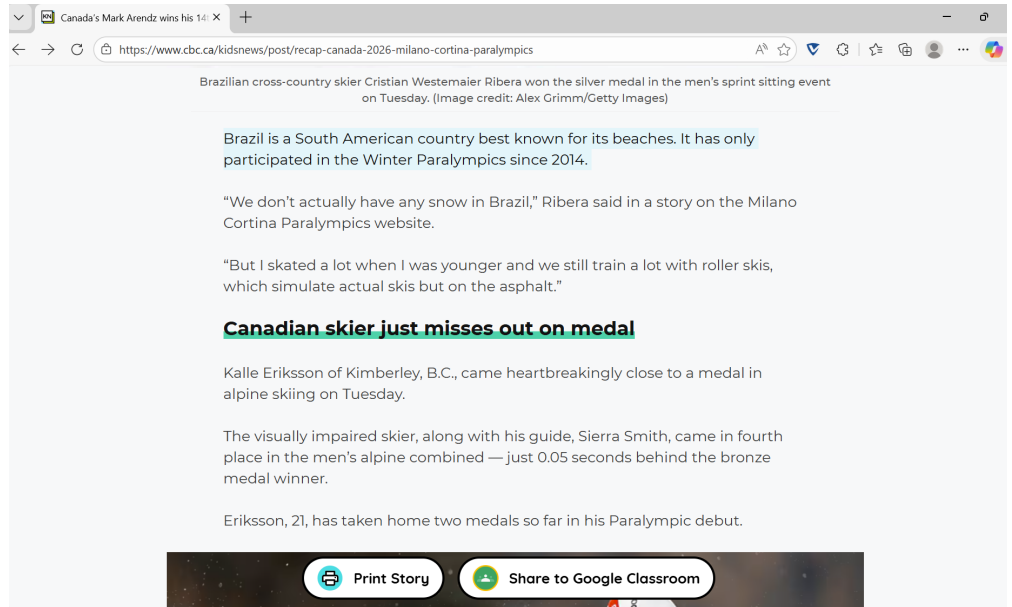 Canada's Mark Arendz wins his 14
https://www.cbc.ca/kidsnews/post/recap-canada-2026-milano-cortina-paralympics
Brazilian cross-country skier Cristian Westemaier Ribera won the silver medal in the men’s sprint sitting event
on Tuesday. (Image credit: Alex Grimm/Getty Images)
Brazil is a South American country best known for its beaches. It has only
participated in the Winter Paralympics since 2014.
“We don’t actually have any snow in Brazil,” Ribera said in a story on the Milano
Cortina Paralympics website.
“But I skated a lot when I was younger and we still train a lot with roller skis,
which simulate actual skis but on the asphalt.”
Canadian skier just misses out on medal
Kalle Eriksson of Kimberley, B.C., came heartbreakingly close to a medal in
alpine skiing on Tuesday.
The visually impaired skier, along with his guide, Sierra Smith, came in fourth
place in the men’s alpine combined — just 0.05 seconds behind the bronze
medal winner.
Eriksson, 21, has taken home two medals so far in his Paralympic debut.
Print Story
Share to Google Classroom